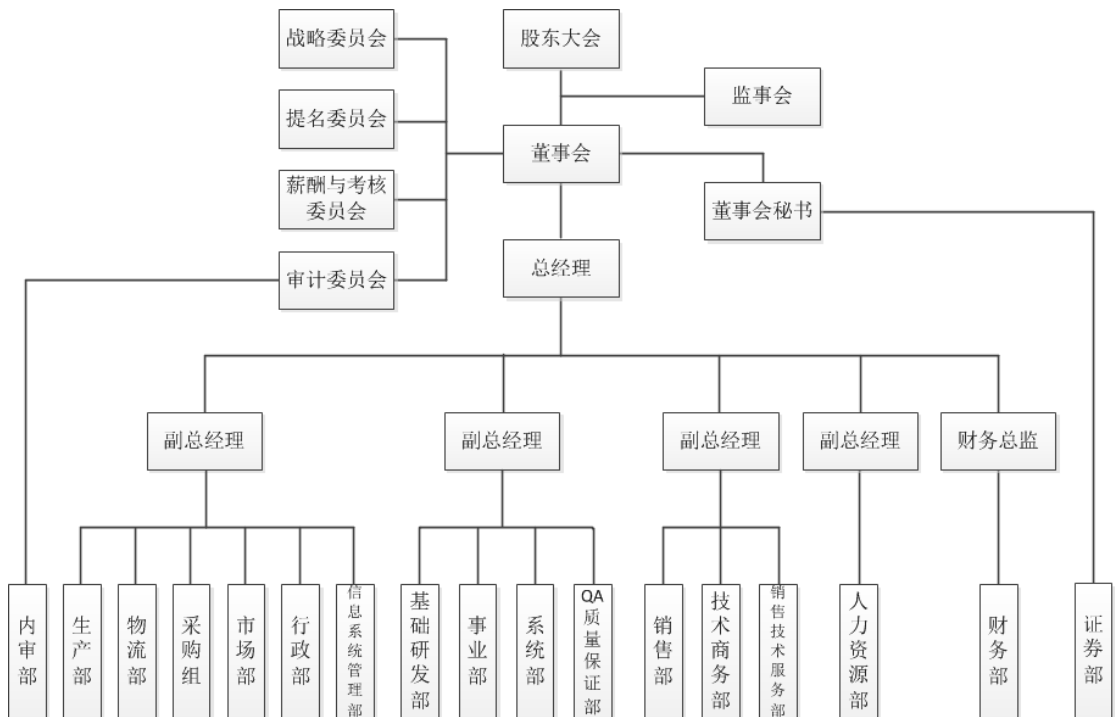 战略委员会
股东大会
监事会
提名委员会
董事会
薪酬与考核
委员会
董事会秘书
总经理
审计委员会
副总经理
副总经理
副总经理
副总经理
财务总监
内审部
生产部
物流部
采购组
市场部
行政部
信息系统管理部
基础研发部
事业部
系统部
QA质量保证部
销售部
技术商务部
销售技术服务部
人力资源部
财务部
证券部